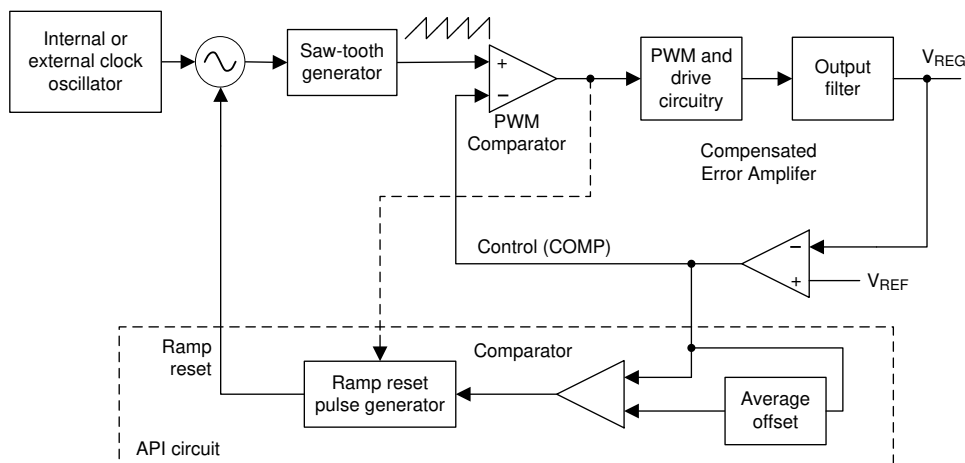 Internal or
external clock
oscillator
Saw-tooth
generator
+
−
PWM
Comparator
PWM and
drive
circuitry
Output
filter
VREG
Compensated
Error Amplifer
Control (COMP)
−
+
VREF
Ramp
reset
Ramp reset
pulse generator
Comparator
Average
offset
API circuit